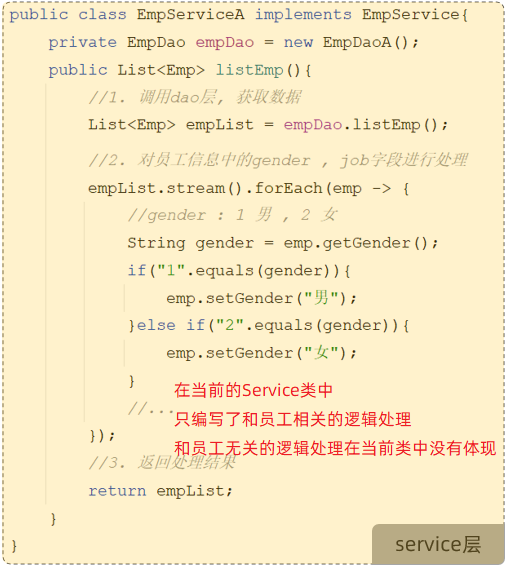 public class EmpServiceA implements EmpService{
private EmpDao empDao = new EmpDaoA();
public List<Emp> listEmp(){
//1. 调用dao层, 获取数据
List<Emp> empList = empDao.listEmp();
//2. 对员工信息中的gender , job字段进行处理
empList.stream().forEach(emp -> {
//gender : 1 男 , 2 女
String gender = emp.getGender();
if("1".equals(gender)){
emp.setGender("男");
}else if("2".equals(gender)){
emp.setGender("女");
}
在当前的Service类中
//...
只编写了和员工相关的逻辑处理
});
和员工无关的逻辑处理在当前类中没有体现
//3. 返回处理结果
return empList;
}
}
service层